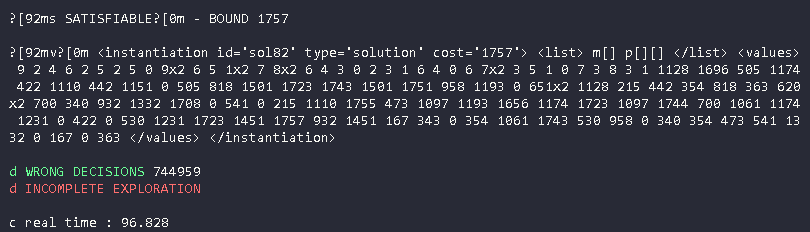 ?[92ms SATISFIABLE?[0m - BOUND 1757
?[92mv?[0m <instantiation id='sol82' type='solution' cost='1757'> <list> m[] p[][] </list> <values>
9 2 4 6 2 5 2 5 0 9x2 6 5 1x2 7 8x2 6 4 3 0 2 3 1 6 4 0 6 7x2 3 5 1 0 7 3 8 3 1 1128 1696 505 1174
422 1110 442 1151 0 505 818 1501 1723 1743 1501 1751 958 1193 0 651x2 1128 215 442 354 818 363 620
x2 700 340 932 1332 1708 0 541 0 215 1110 1755 473 1097 1193 1656 1174 1723 1097 1744 700 1061 1174
1231 0 422 0 530 1231 1723 1451 1757 932 1451 167 343 0 354 1061 1743 530 958 0 340 354 473 541 13
32 0 167 0 363 </values> </instantiation>
d WRONG DECISIONS 744959
d INCOMPLETE EXPLORATION
c real time : 96.828